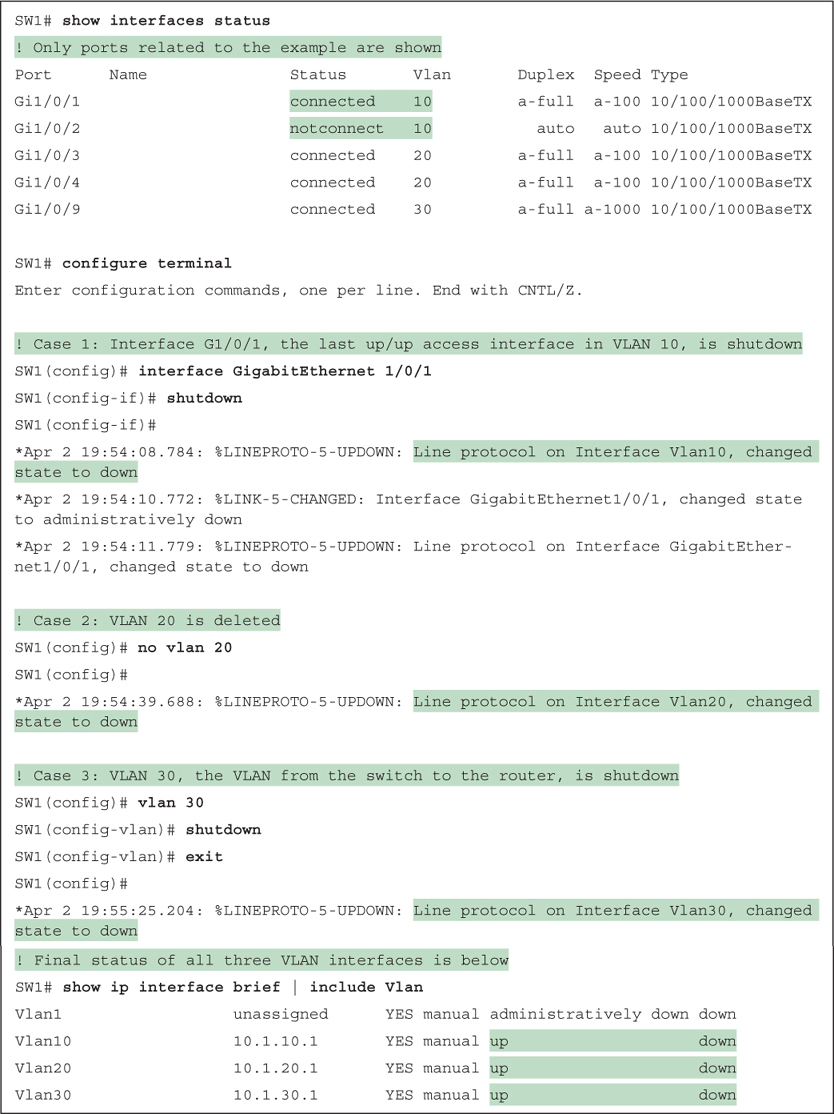 SW1# show interfaces status
! Only ports related to the example are shown
Port      Name               Status       Vlan       Duplex  Speed Type
Gi1/0/1                      connected    10         a-full  a-100 10/100/1000BaseTX
Gi1/0/2                      notconnect   10           auto   auto 10/100/1000BaseTX
Gi1/0/3                      connected    20         a-full  a-100 10/100/1000BaseTX
Gi1/0/4                      connected    20         a-full  a-100 10/100/1000BaseTX
Gi1/0/9                      connected    30         a-full a-1000 10/100/1000BaseTX
SW1# configure terminal
Enter configuration commands, one per line. End with CNTL/Z.
! Case 1: Interface G1/0/1, the last up/up access interface in VLAN 10, is shutdown
SW1(config)# interface GigabitEthernet 1/0/1
SW1(config-if)# shutdown
SW1(config-if)#
*Apr 2 19:54:08.784: %LINEPROTO-5-UPDOWN: Line protocol on Interface Vlan10, changed
state to down
*Apr 2 19:54:10.772: %LINK-5-CHANGED: Interface GigabitEthernet1/0/1, changed state
to administratively down
*Apr 2 19:54:11.779: %LINEPROTO-5-UPDOWN: Line protocol on Interface GigabitEther-
net1/0/1, changed state to down
! Case 2: VLAN 20 is deleted
SW1(config)# no vlan 20
SW1(config)#
*Apr 2 19:54:39.688: %LINEPROTO-5-UPDOWN: Line protocol on Interface Vlan20, changed
state to down
! Case 3: VLAN 30, the VLAN from the switch to the router, is shutdown
SW1(config)# vlan 30
SW1(config-vlan)# shutdown
SW1(config-vlan)# exit
SW1(config)#
*Apr 2 19:55:25.204: %LINEPROTO-5-UPDOWN: Line protocol on Interface Vlan30, changed
state to down
! Final status of all three VLAN interfaces is below
SW1# show ip interface brief | include Vlan
Vlan1                  unassigned      YES manual administratively down down
Vlan10                 10.1.10.1       YES manual up                    down
Vlan20                 10.1.20.1       YES manual up                    down
Vlan30                 10.1.30.1       YES manual up                    down